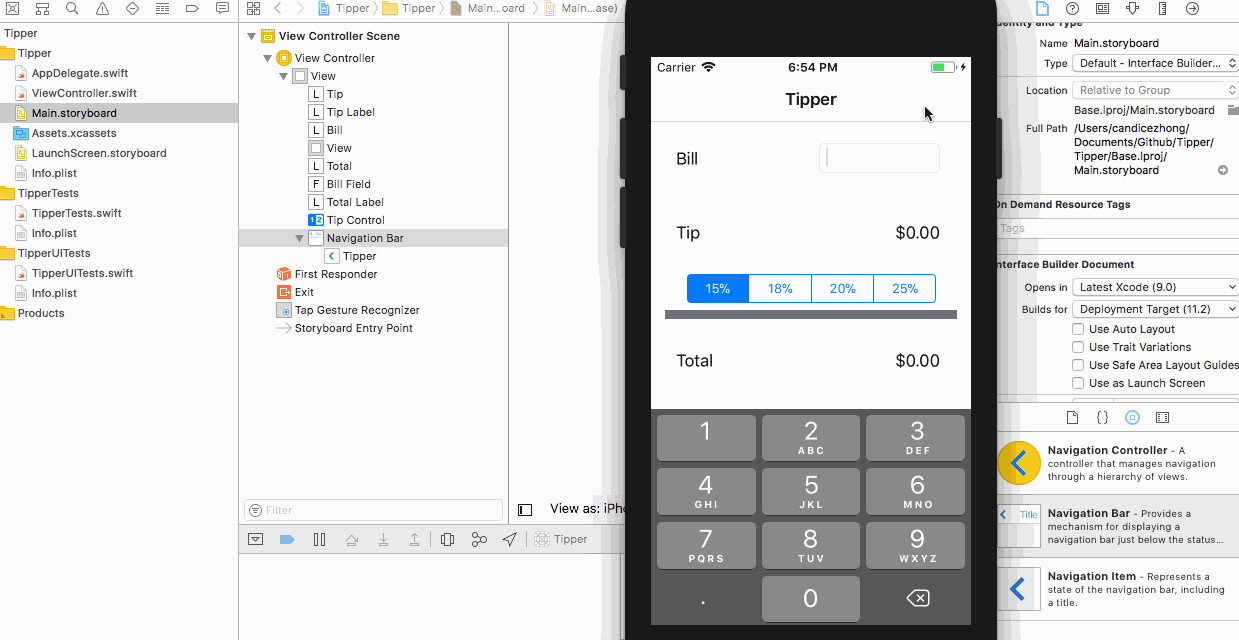 Tipper
Tipper
AppDelegate.swift
ViewController.swift
Main.storyboard
Assets.xcassets
LaunchScreen.storyboard
Info.plist
TipperTests
TipperTests.swift
Info.plist
TipperUITests
TipperUITests.swift
Info.plist
Products
Tipper
Tipper
Main....oard
Main....ase)
View Controller Scene
View Controller
View
L Tip
L Tip Label
L Bill
View
L Total
F Bill Field
L Total Label
1 2 Tip Control
Navigation Bar
Tipper
First Responder
Exit
Tap Gesture Recognizer
Storyboard Entry Point
Filter
View as: iPh
Tipper
Carrier 6:54 PM
Tipper
Bill
Tip $0.00
15% 18% 20% 25%
Total $0.00
1 2 3
ABC DEF
4 5 6
GHI JKL MNO
7 8 9
PQRS TUV WXYZ
. 0
dentity and Type
Name Main.storyboard
Type Default - Interface Builder...
Location Relative to Group
Base.lproj/Main.storyboard
Full Path /Users/candicezhong/
Documents/Github/Tipper/
Tipper/Base.lproj/
Main.storyboard
On Demand Resource Tags
Tags
nterface Builder Document
Opens in Latest Xcode (9.0)
Builds for Deployment Target (11.2)
Use Auto Layout
Use Trait Variations
Use Safe Area Layout Guides
Use as Launch Screen
{ }
Navigation Controller - A
controller that manages navigation
through a hierarchy of views.
Title
Navigation Bar - Provides a
mechanism for displaying a
navigation bar just below the status...
Navigation Item - Represents a
state of the navigation bar, including
a title.